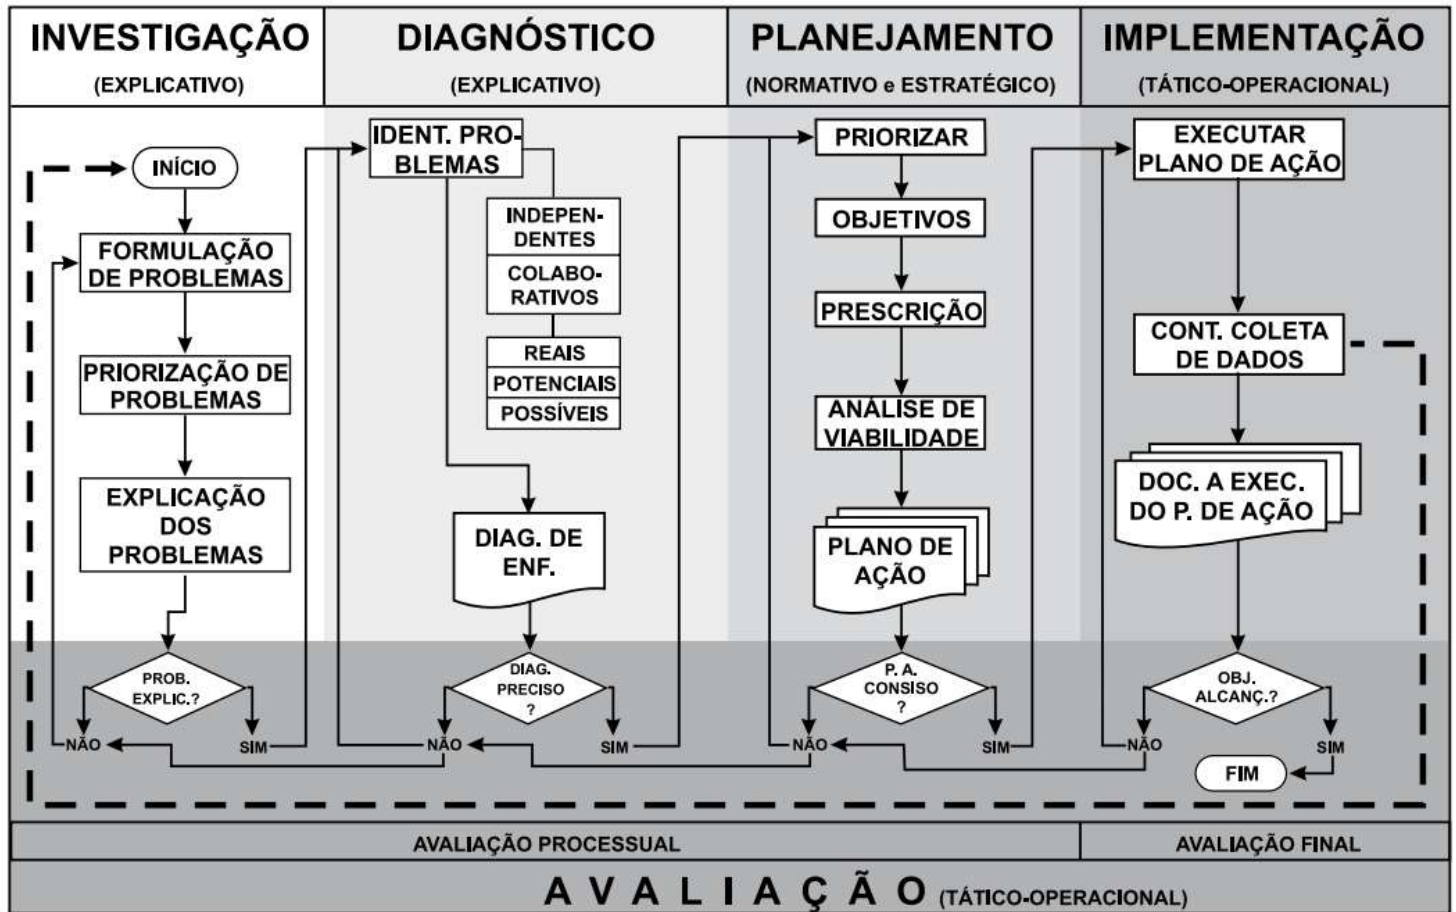 INVESTIGAÇÃO
(EXPLICATIVO)
DIAGNÓSTICO
(EXPLICATIVO)
PLANEJAMENTO
(NORMATIVO e ESTRATÉGICO)
IMPLEMENTAÇÃO
(TÁTICO-OPERACIONAL)
INÍCIO
FORMULAÇÃO
DE PROBLEMAS
PRIORIZAÇÃO DE
PROBLEMAS
EXPLICAÇÃO
DOS
PROBLEMAS
PROB.
EXPLIC.?
NÃO
SIM
IDENT. PRO-
BLEMAS
INDEPEN-
DENTES
COLABO-
RATIVOS
REAIS
POTENCIAIS
POSSÍVEIS
DIAG. DE
ENF.
DIAG.
PRECISO
?
NÃO
SIM
PRIORIZAR
OBJETIVOS
PRESCRIÇÃO
ANÁLISE DE
VIABILIDADE
PLANO DE
AÇÃO
P. A.
CONSISO
?
NÃO
SIM
EXECUTAR
PLANO DE AÇÃO
CONT. COLETA
DE DADOS
DOC. A EXEC.
DO P. DE AÇÃO
OBJ.
ALCANÇ.?
NÃO
SIM
FIM
AVALIAÇÃO PROCESSUAL
AVALIAÇÃO FINAL
AVALIAÇÃO (TÁTICO-OPERACIONAL)